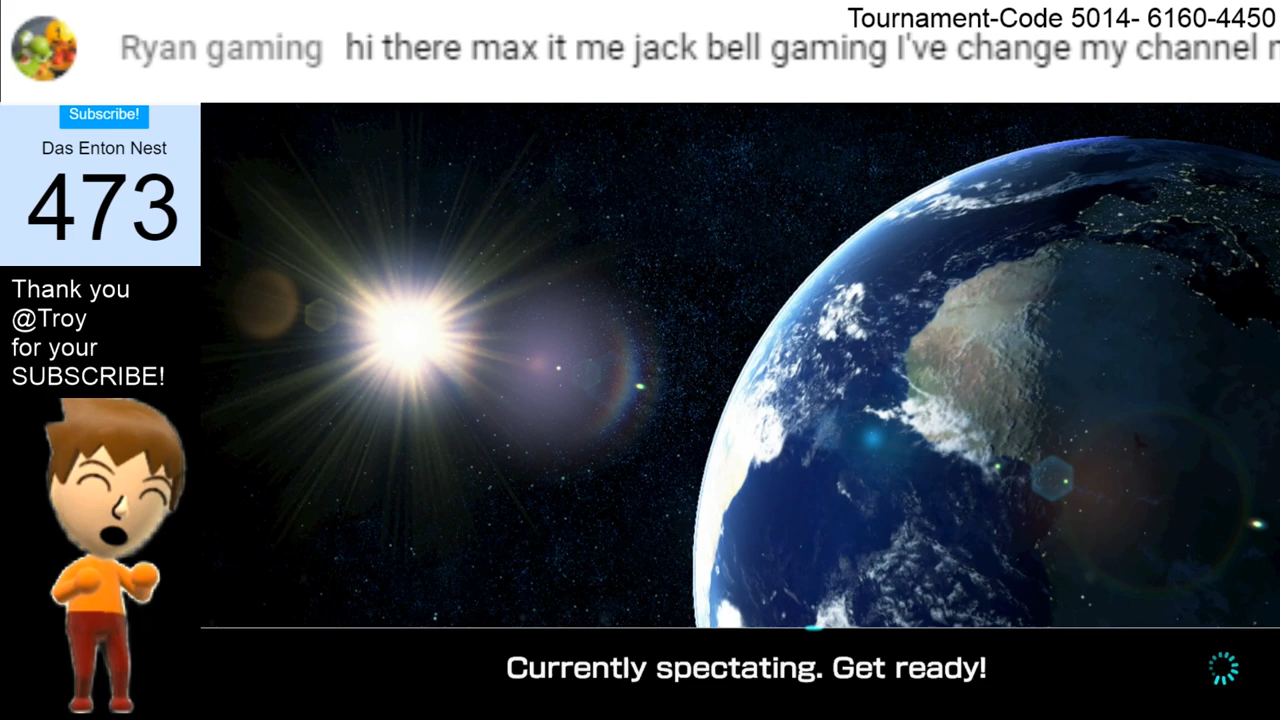 Tournament-Code 5014- 6160-4450
Ryan gaming hi there max it me jack bell gaming I've change my channel
Subscribe!
Das Enton Nest
473
Thank you
@Troy
for your
SUBSCRIBE!
Currently spectating. Get ready!